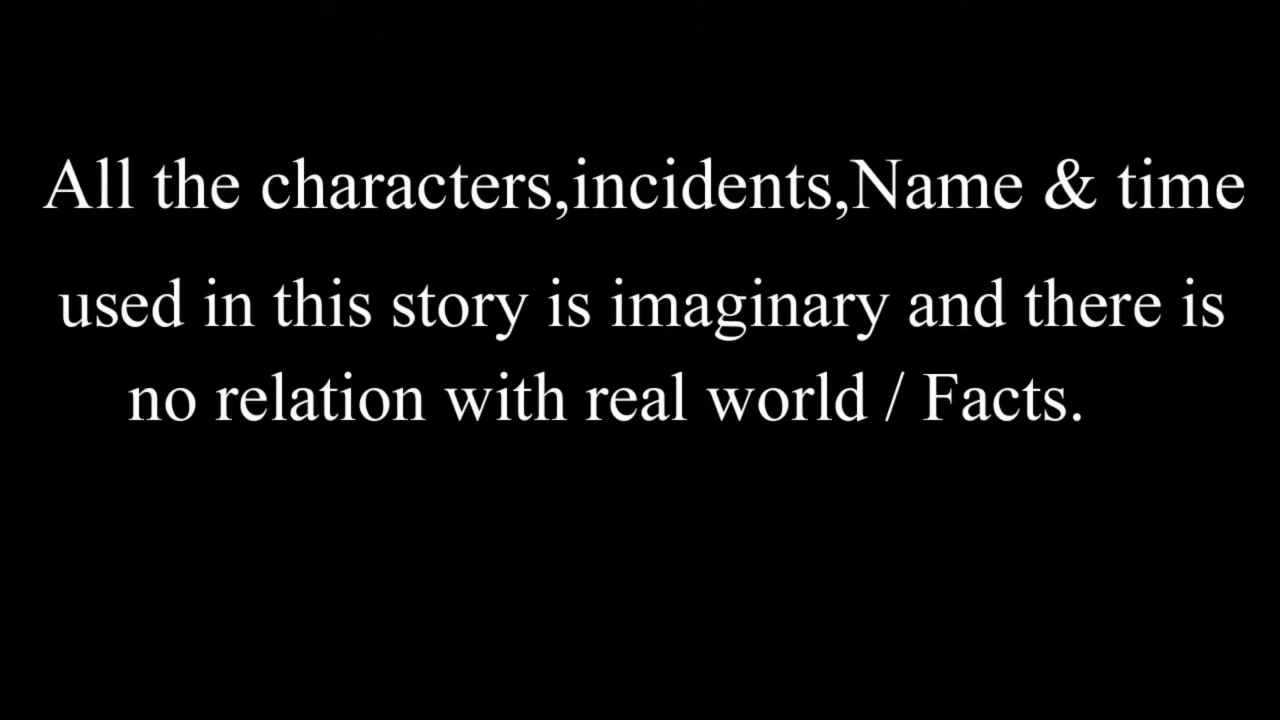 All the characters,incidents,Name & time
used in this story is imaginary and there is
no relation with real world / Facts.